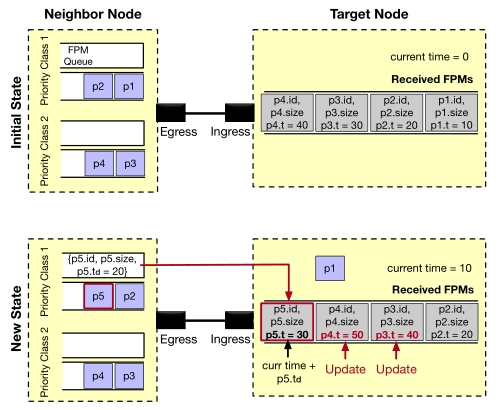 Neighbor Node
Target Node
Initial State
Priority Class 1
FPM
Queue
p2 p1
Priority Class 2
p4 p3
Egress
Ingress
current time = 0
Received FPMs
p4.id, p3.id, p2.id, p1.id,
p4.size p3.size p2.size p1.size
p4.t = 40 p3.t = 30 p2.t = 20 p1.t = 10
New State
Priority Class 1
{p5.id, p5.size,
p5.td = 20}
p5 p2
Priority Class 2
p4 p3
Egress
Ingress
p1
current time = 10
Received FPMs
p5.id, p4.id, p3.id, p2.id,
p5.size p4.size p3.size p2.size
p5.t = 30 p4.t = 50 p3.t = 40 p2.t = 20
curr time +
p5.td
Update
Update